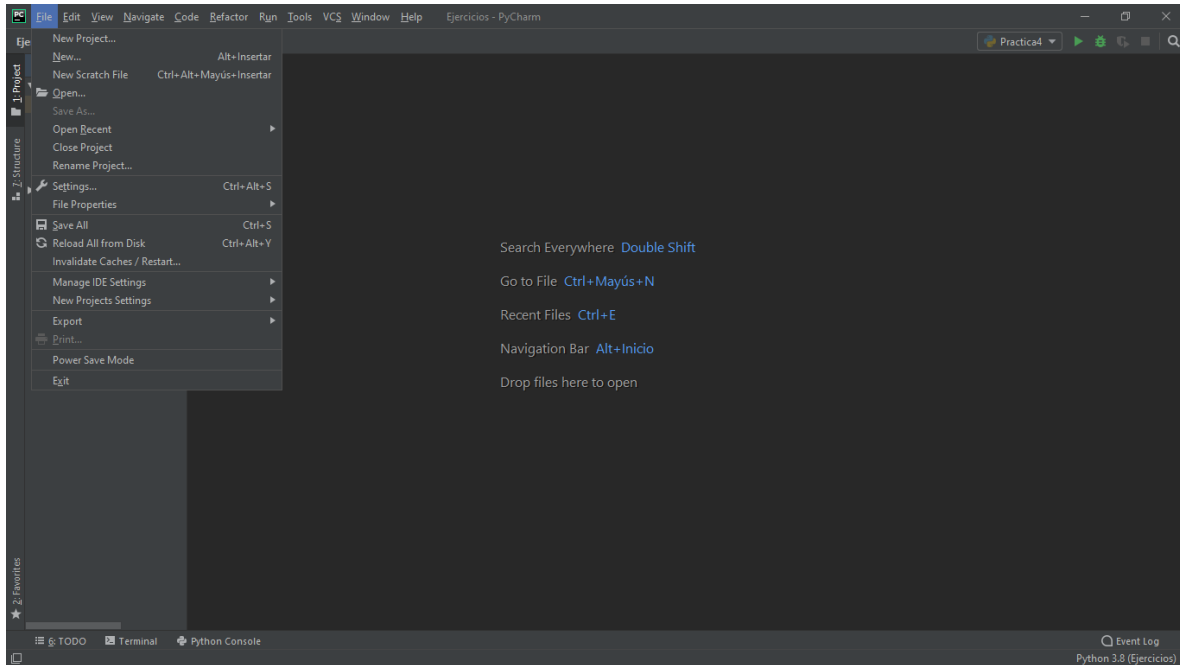 PC File Edit View Navigate Code Refactor Run Tools VCS Window Help Ejercicios - PyCharm
Eje
Practica4
New Project...
New... Alt+Insertar
New Scratch File Ctrl+Alt+Mayús+Insertar
Open...
Save As...
Open Recent
Close Project
Rename Project...
Settings... Ctrl+Alt+S
File Properties
Save All Ctrl+S
Reload All from Disk Ctrl+Alt+Y
Invalidate Caches / Restart...
Manage IDE Settings
New Projects Settings
Export
Print...
Power Save Mode
Exit
1: Project
7: Structure
2: Favorites
Search Everywhere Double Shift
Go to File Ctrl+Mayús+N
Recent Files Ctrl+E
Navigation Bar Alt+Inicio
Drop files here to open
6: TODO Terminal Python Console Event Log
Python 3.8 (Ejercicios)